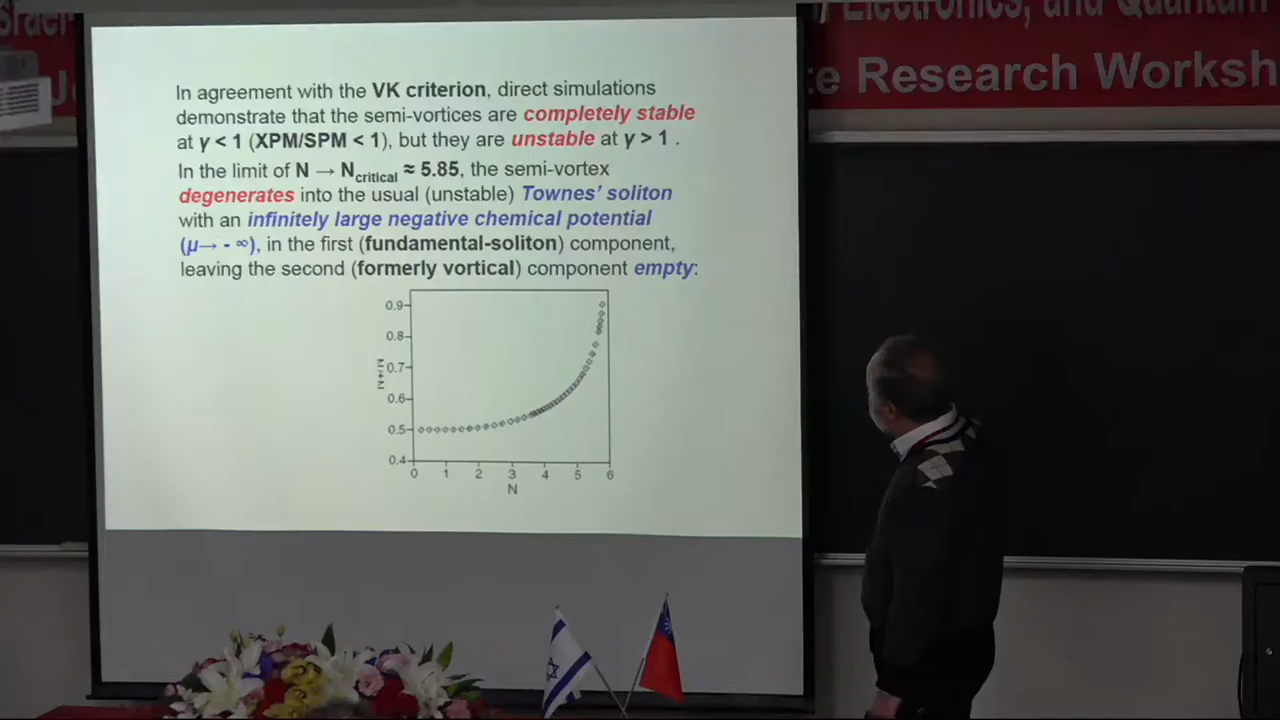 Electronics, and Quantum
te Research Worksh
In agreement with the VK criterion, direct simulations
demonstrate that the semi-vortices are completely stable
at γ < 1 (XPM/SPM < 1), but they are unstable at γ > 1 .
In the limit of N → Ncritical ≈ 5.85, the semi-vortex
degenerates into the usual (unstable) Townes' soliton
with an infinitely large negative chemical potential
(μ→ - ∞), in the first (fundamental-soliton) component,
leaving the second (formerly vortical) component empty:
0.9
0.8
0.7
0.6
0.5
0.4
0 1 2 3 4 5 6
N